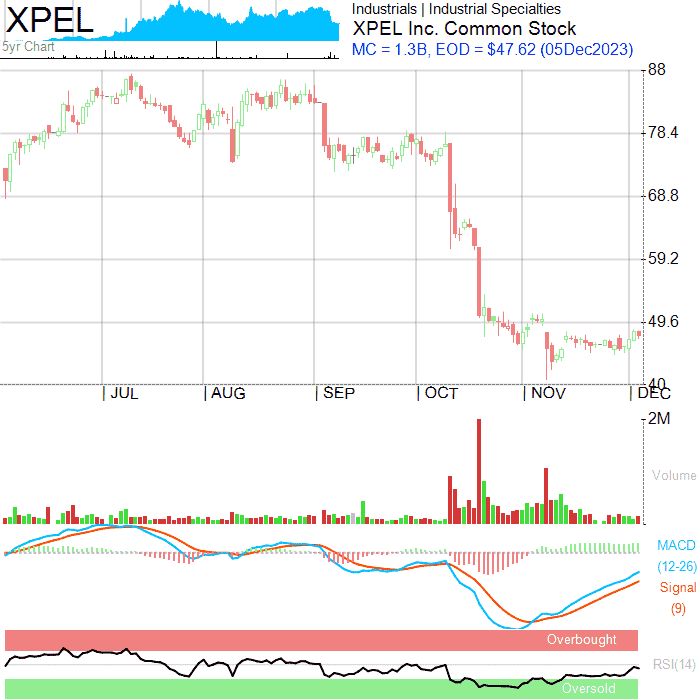 XPEL
5yr Chart
Industrials | Industrial Specialties
XPEL Inc. Common Stock
MC = 1.3B, EOD = $47.62 (05Dec2023)
88
78.4
68.8
59.2
49.6
40
| JUL | AUG | SEP | OCT | NOV | DEC
2M
Volume
MACD
(12-26)
Signal
(9)
Overbought
RSI(14)
Oversold